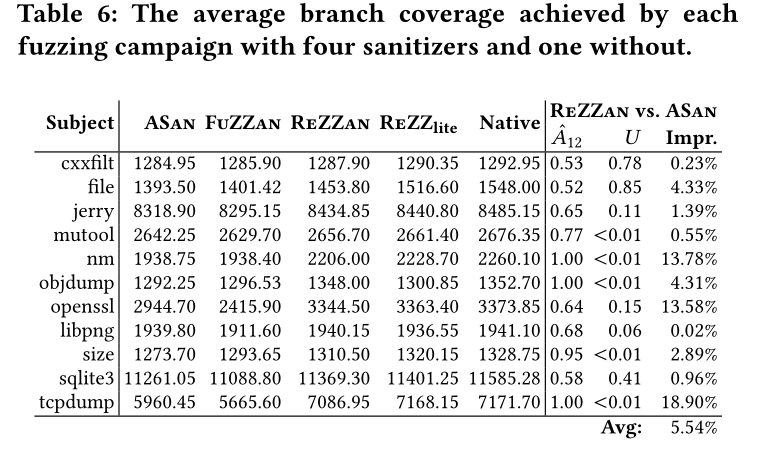 Table 6: The average branch coverage achieved by each
fuzzing campaign with four sanitizers and one without.
Subject ASan FuZZan ReZZan ReZZlite Native ReZZan vs. ASan
Â12 U Impr.
cxxfilt 1284.95 1285.90 1287.90 1290.35 1292.95 0.53 0.78 0.23%
file 1393.50 1401.42 1453.80 1516.60 1548.00 0.52 0.85 4.33%
jerry 8318.90 8295.15 8434.85 8440.80 8485.15 0.65 0.11 1.39%
mutool 2642.25 2629.70 2656.70 2661.40 2676.35 0.77 <0.01 0.55%
nm 1938.75 1938.40 2206.00 2228.70 2260.10 1.00 <0.01 13.78%
objdump 1292.25 1296.53 1348.00 1300.85 1352.70 1.00 <0.01 4.31%
openssl 2944.70 2415.90 3344.50 3363.40 3373.85 0.64 0.15 13.58%
libpng 1939.80 1911.60 1940.15 1936.55 1941.10 0.68 0.06 0.02%
size 1273.70 1293.65 1310.50 1320.15 1328.75 0.95 <0.01 2.89%
sqlite3 11261.05 11088.80 11369.30 11401.25 11585.28 0.58 0.41 0.96%
tcpdump 5960.45 5665.60 7086.95 7168.15 7171.70 1.00 <0.01 18.90%
Avg: 5.54%